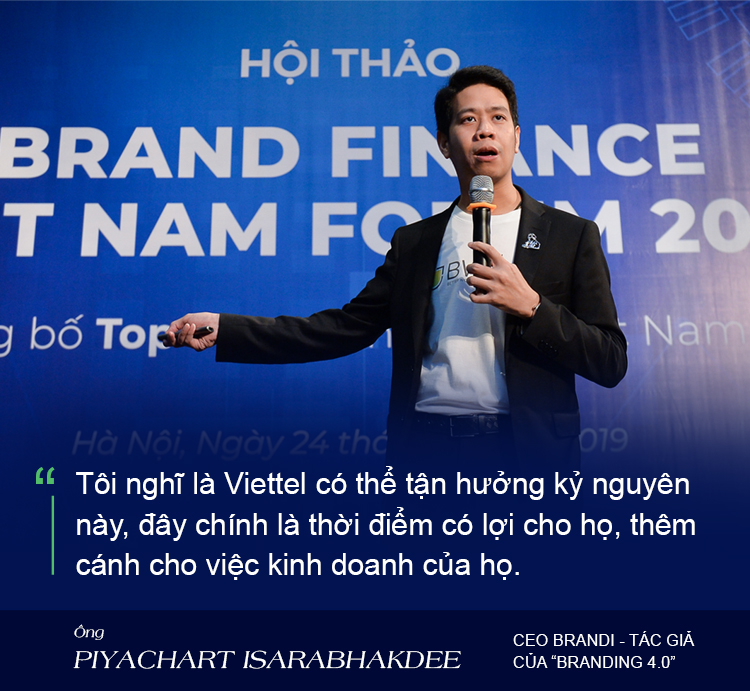 HỘI THẢO
BRAND FINANCE
T NAM FORUM 20
bố Top Nam
Hà Nội, Ngày 24 thá 019
“
Tôi nghĩ là Viettel có thể tận hưởng kỷ nguyên
này, đây chính là thời điểm có lợi cho họ, thêm
cánh cho việc kinh doanh của họ.
Ông
PIYACHART ISARABHAKDEE
CEO BRANDI - TÁC GIẢ
CỦA “BRANDING 4.0”